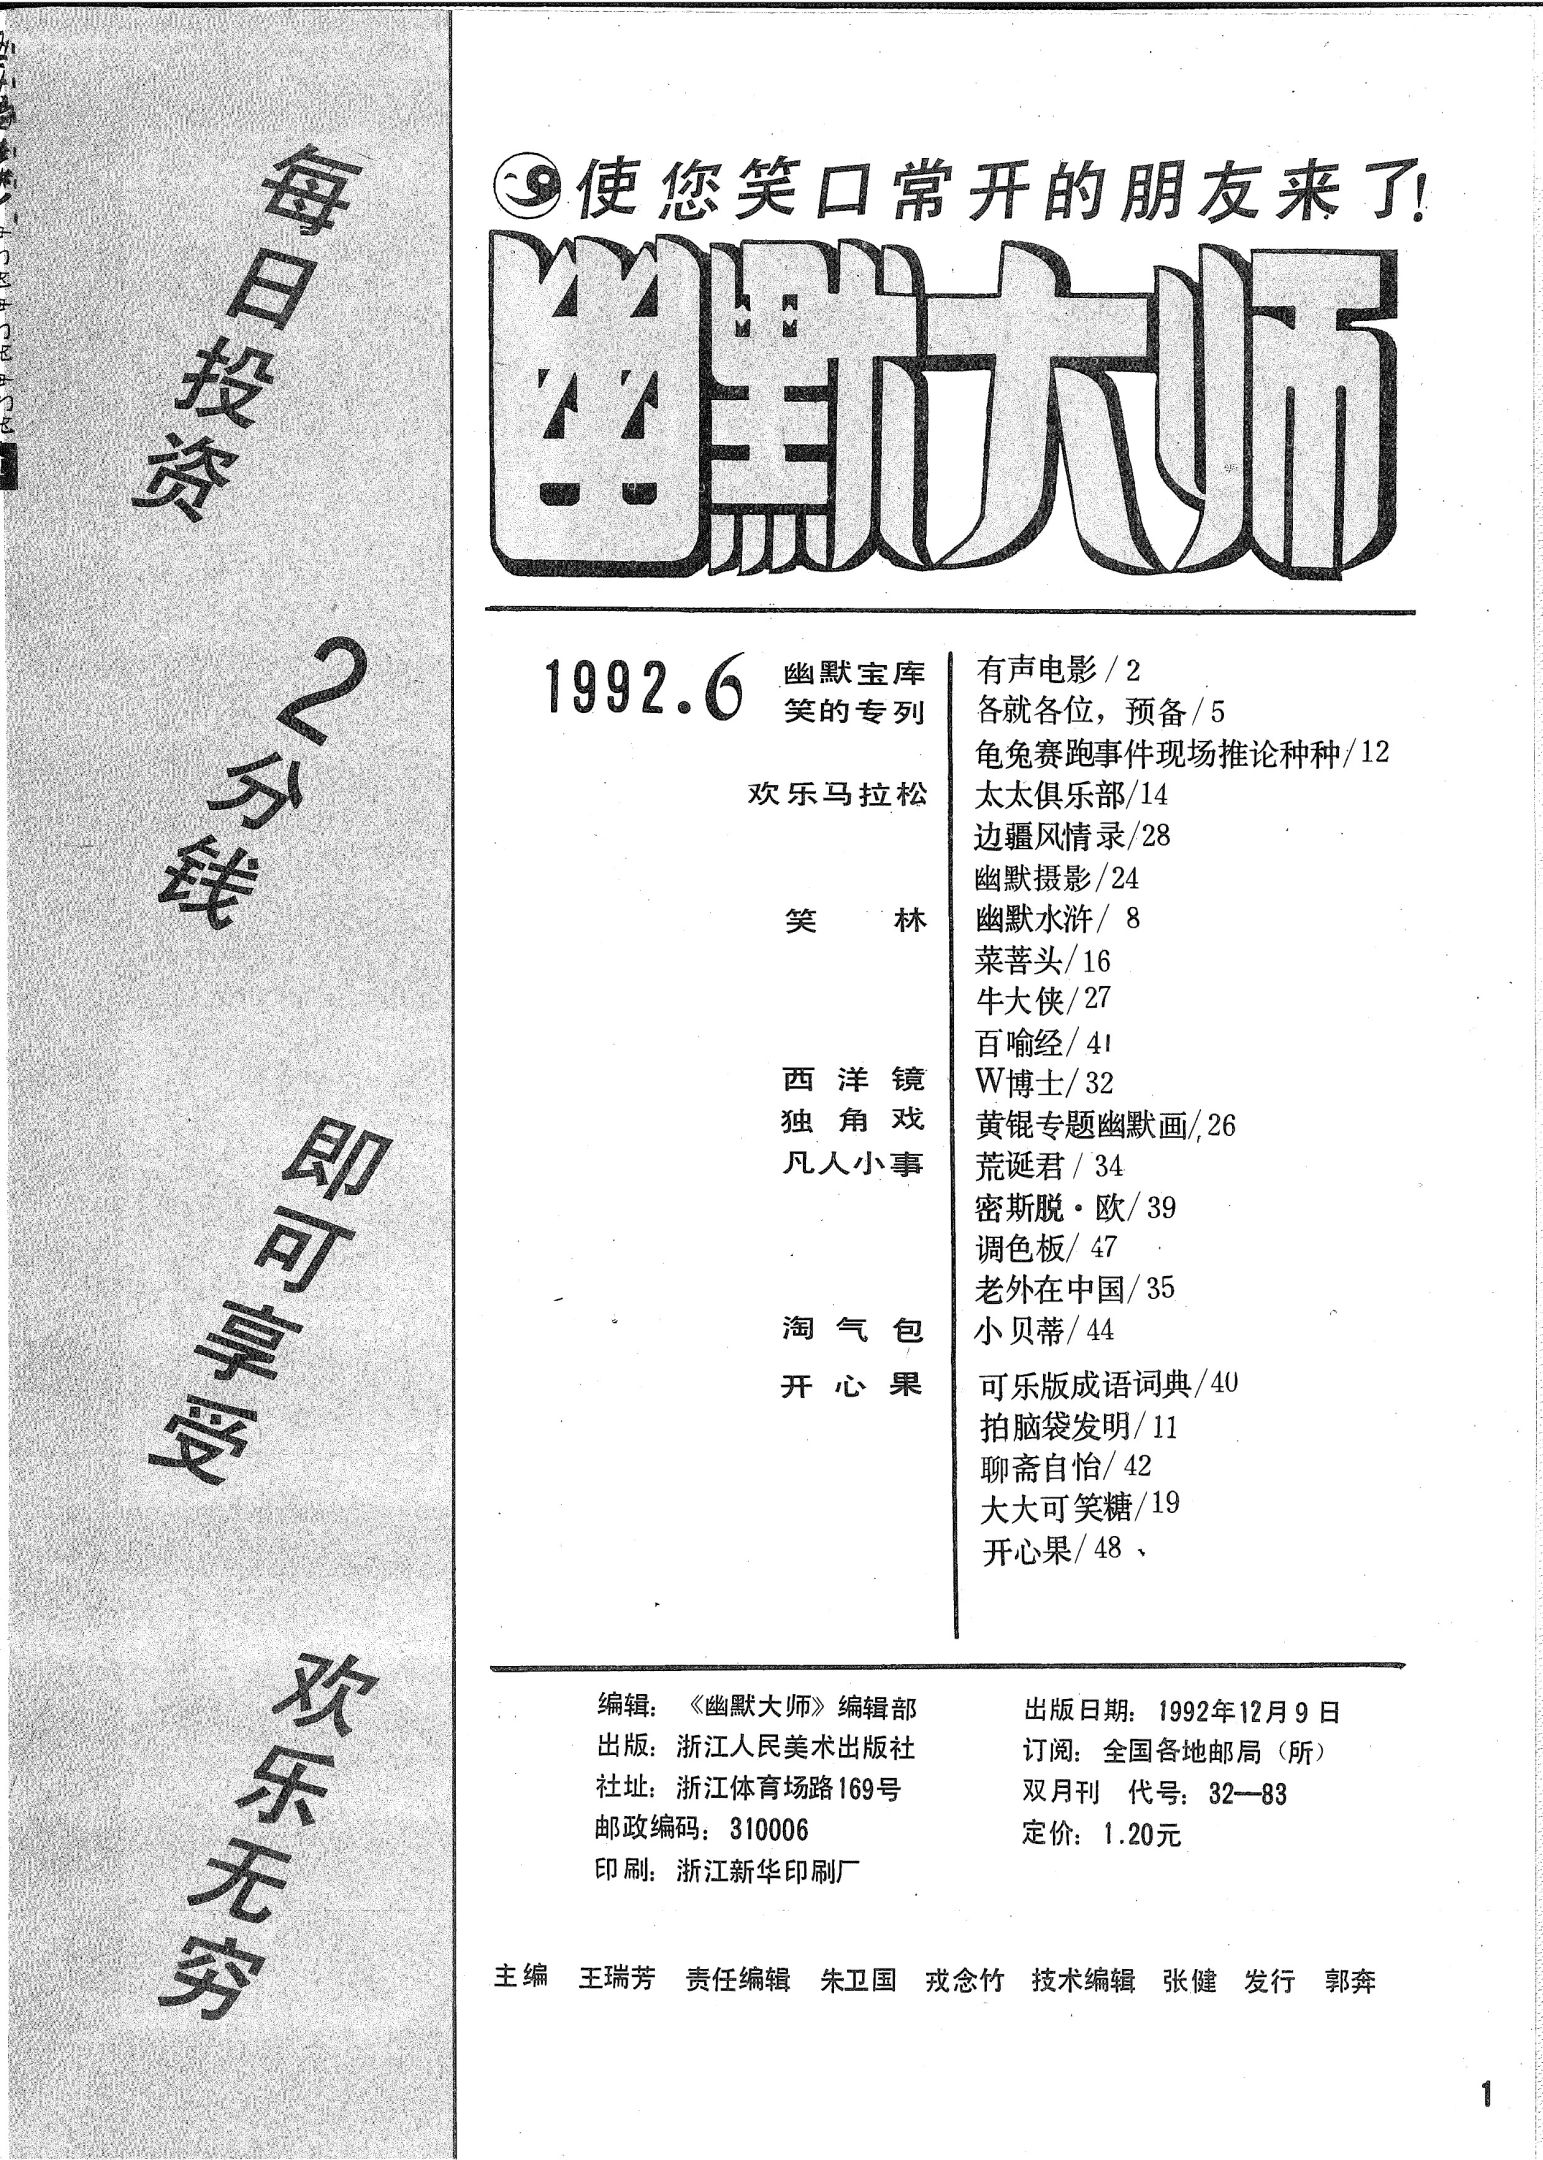 每日投资
2分钱
即可享受
欢乐无穷
使您笑口常开的朋友来了!
幽默大师
1992.6
幽默宝库 有声电影/2
笑的专列 各就各位，预备/5
龟兔赛跑事件现场推论种种/12
欢乐马拉松 太太俱乐部/14
边疆风情录/28
幽默摄影/24
笑林 幽默水浒/8
菜菩头/16
牛大侠/27
百喻经/41
西洋镜 W博士/32
独角戏 黄锟专题幽默画/26
凡人小事 荒诞君/34
密斯脱·欧/39
调色板/47
老外在中国/35
淘气包 小贝蒂/44
开心果 可乐版成语词典/40
拍脑袋发明/11
聊斋自怡/42
大大可笑糖/19
开心果/48
编辑：《幽默大师》编辑部
出版：浙江人民美术出版社
社址：浙江体育场路169号
邮政编码：310006
印刷：浙江新华印刷厂
出版日期：1992年12月9日
订阅：全国各地邮局（所）
双月刊 代号：32—83
定价：1.20元
主编 王瑞芳 责任编辑 朱卫国 戎念竹 技术编辑 张健 发行 郭奔
1